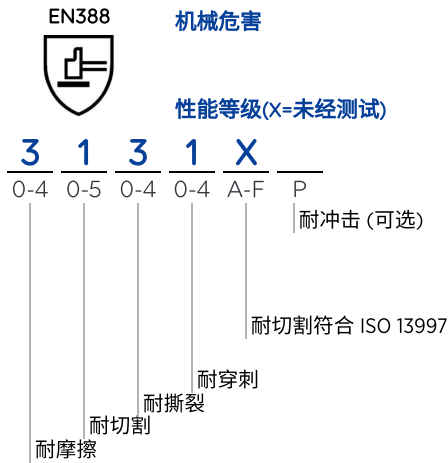 EN388
机械危害
性能等级(X=未经测试)
3 1 3 1 X
0-4 0-5 0-4 0-4 A-F P
耐冲击 (可选)
耐切割符合 ISO 13997
耐穿刺
耐撕裂
耐切割
耐摩擦